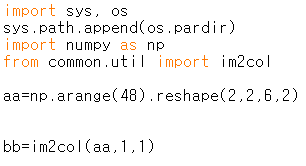 import sys, os
sys.path.append(os.pardir)
import numpy as np
from common.util import im2col
aa=np.arange(48).reshape(2,2,6,2)
bb=im2col(aa,1,1)